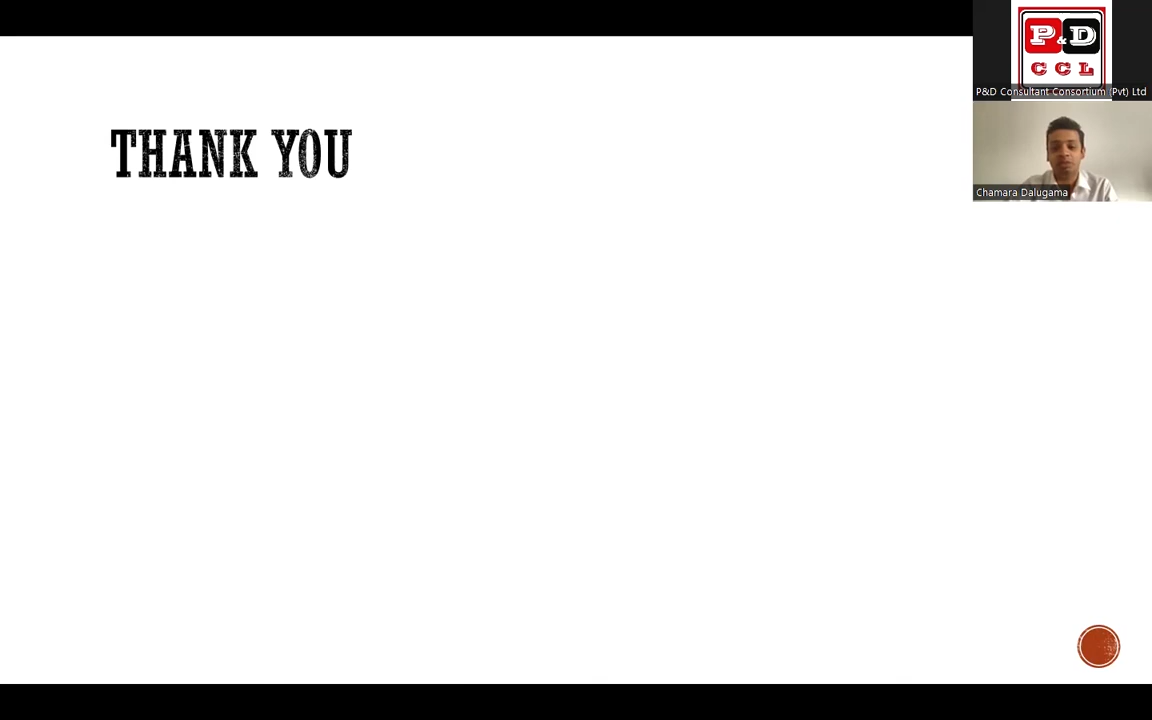 THANK YOU
P&D
CCL
P&D Consultant Consortium (Pvt) Ltd
Chamara Dalugama